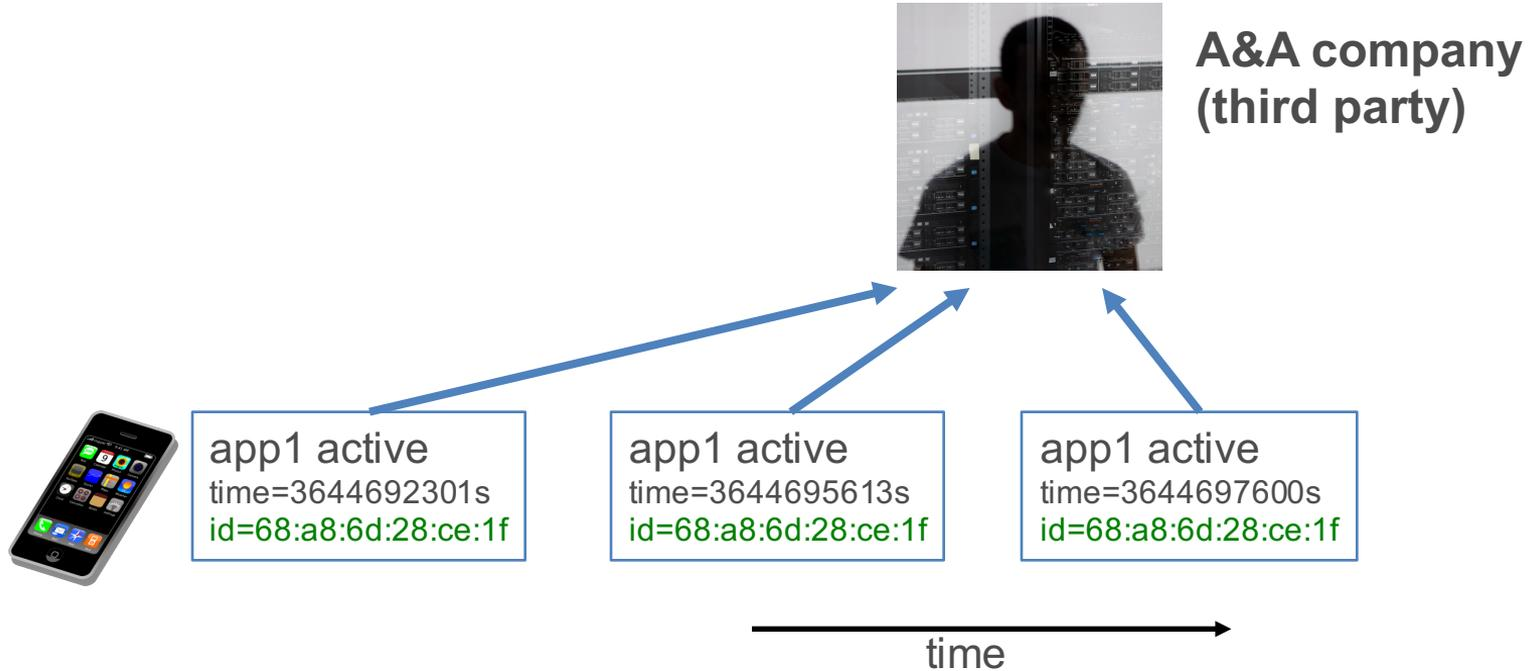 A&A company
(third party)
app1 active
time=3644692301s
id=68:a8:6d:28:ce:1f
app1 active
time=3644695613s
id=68:a8:6d:28:ce:1f
app1 active
time=3644697600s
id=68:a8:6d:28:ce:1f
time